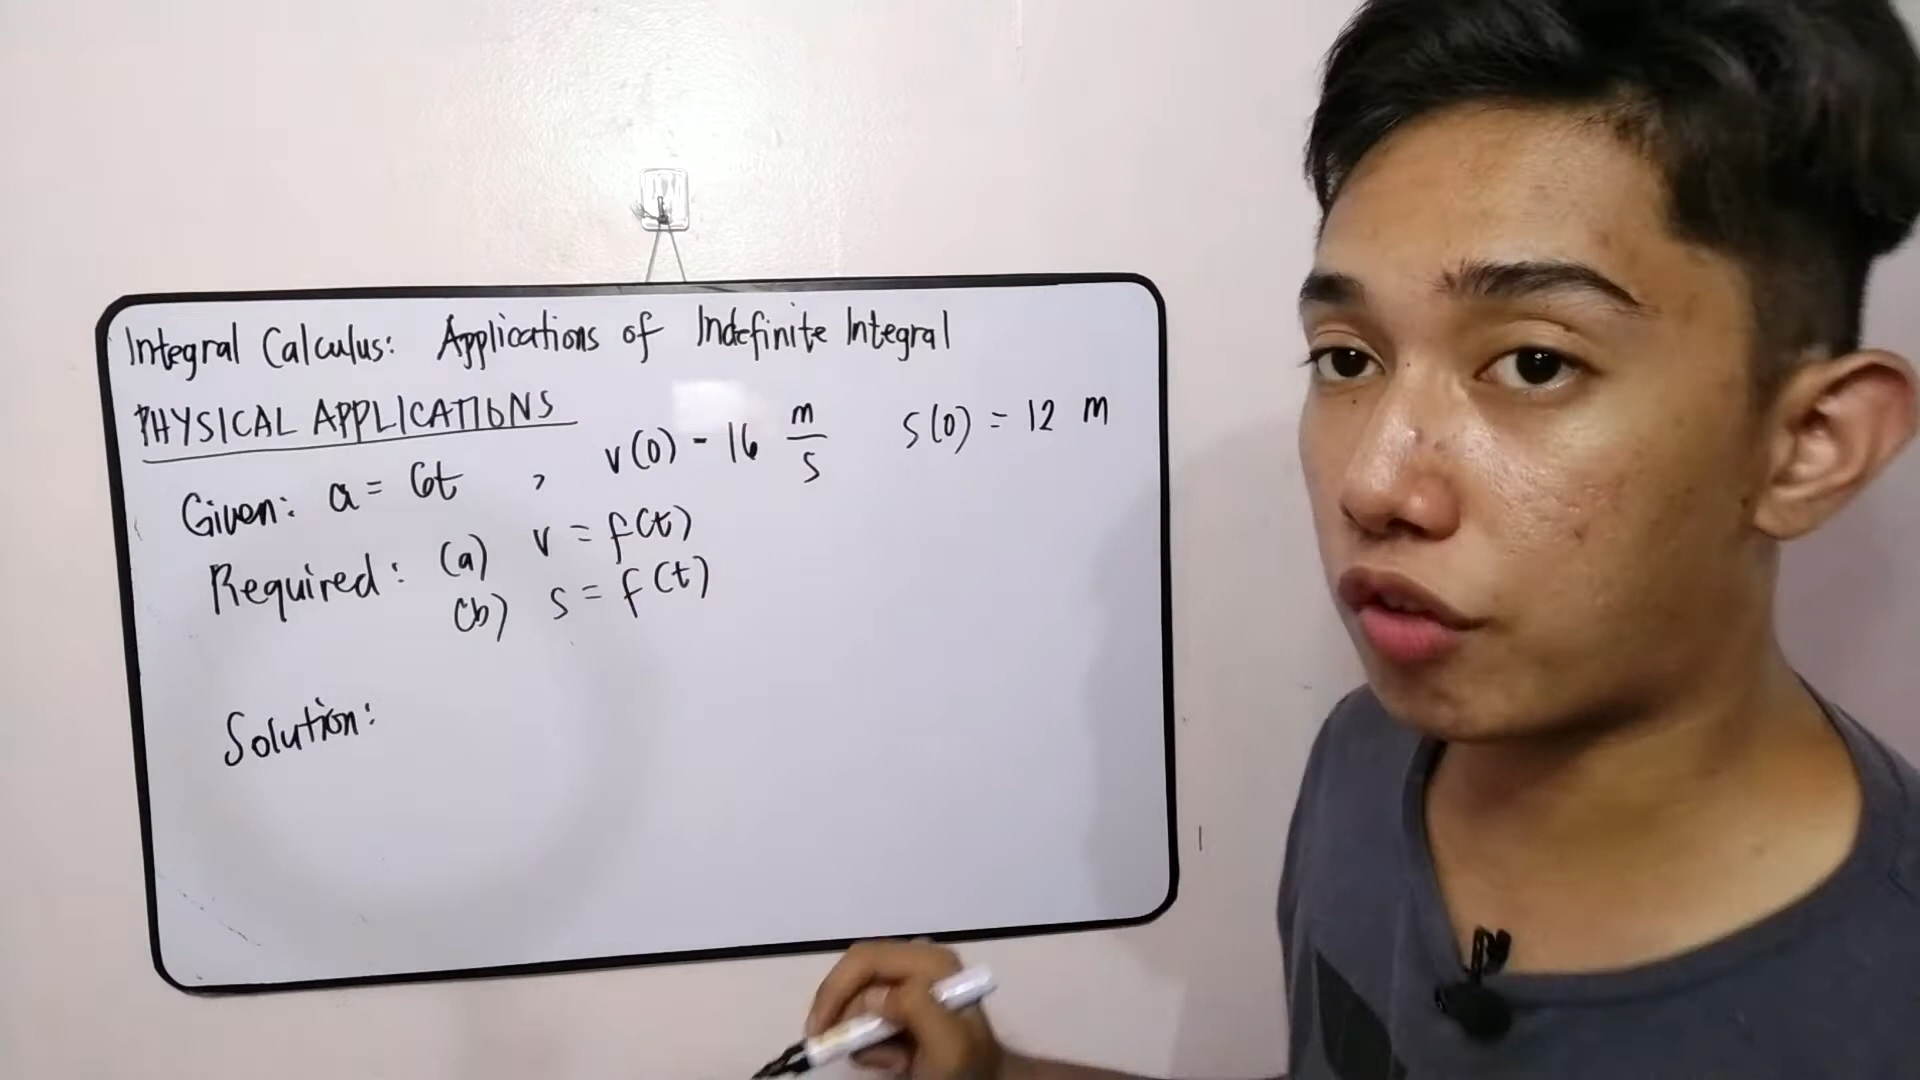 Integral Calculus: Applications of Indefinite Integral
PHYSICAL APPLICATIONS
Given: a = 6t , v(0) - 16 m/s s(0) = 12 m
Required: (a) v = f(t)
(b) s = f(t)
Solution: